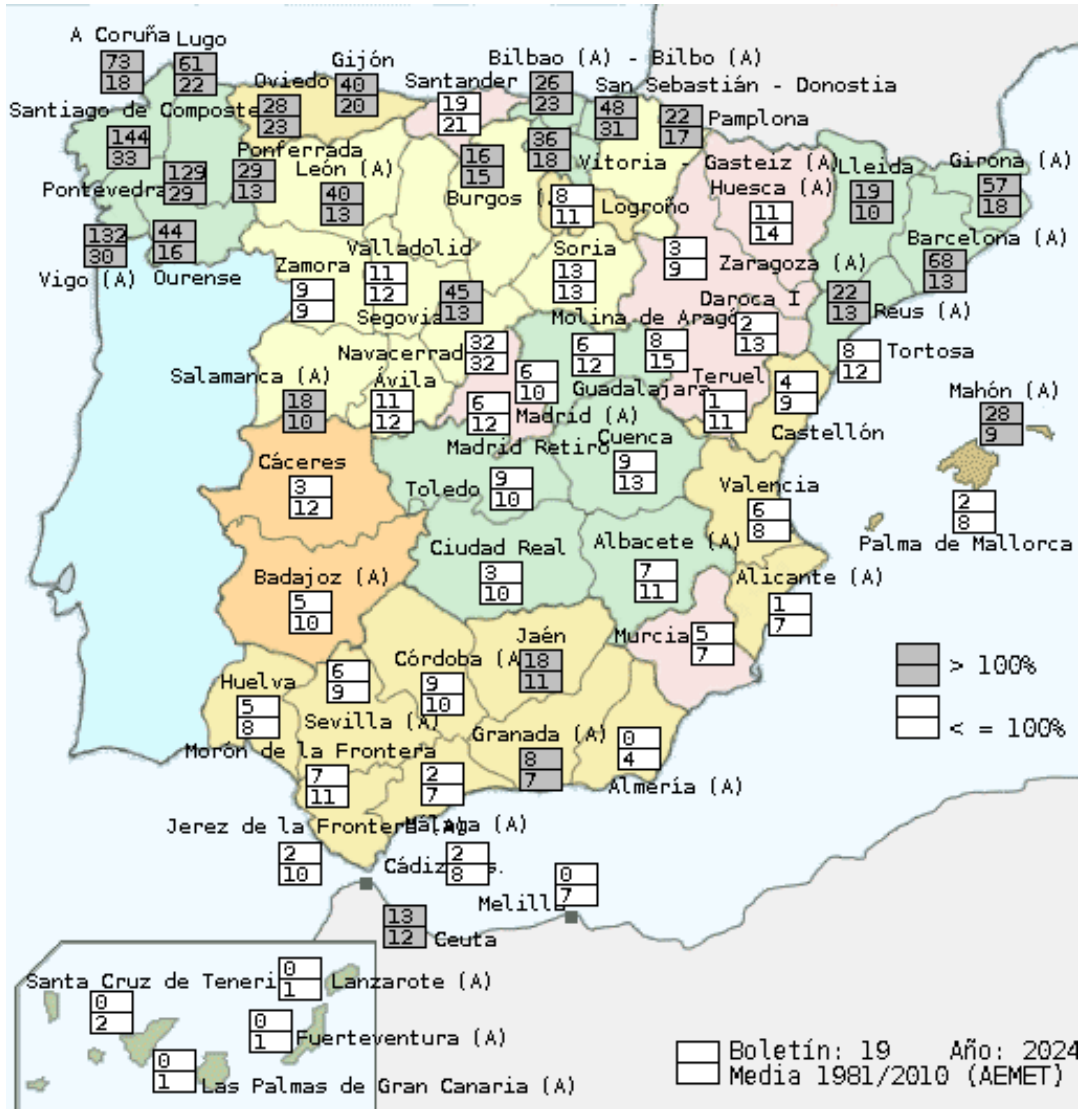 A Coruña
Lugo
73
18
61
22
Gijón
40
20
Oviedo
28
23
Santander
19
21
Bilbao (A) - Bilbo (A)
26
23
San Sebastián - Donostia
48
31
22
17
Pamplona
Santiago de Composte
144
33
Pontevedra
129
29
Ponferrada
29
13
León (A)
40
13
Burgos (
16
15
36
18
Vitoria - Gasteiz (A)
8
11
Logroño
Huesca (A)
11
14
Lleida
19
10
Girona (A)
57
18
132
30
Vigo (A)
44
16
Ourense
Zamora
9
9
Valladolid
11
12
Segovia
45
13
Soria
13
13
3
9
Zaragoza (A)
Barcelona (A)
68
13
22
13
Reus (A)
Daroca I
2
13
Molina de Aragó
8
15
8
12
Tortosa
Navacerrad
32
32
6
12
Guadalajara
Salamanca (A)
18
10
Ávila
11
12
6
10
Madrid (A)
6
12
Madrid Retiro
Teruel
1
11
4
9
Castellón
Mahón (A)
28
9
Cáceres
3
12
Toledo
9
10
Cuenca
9
13
Valencia
6
8
2
8
Palma de Mallorca
Badajoz (A)
5
10
Ciudad Real
3
10
Albacete (A)
7
11
Alicante (A)
1
7
Murcia
5
7
Huelva
5
8
6
9
Sevilla (A)
Córdoba (A
9
10
Jaén
18
11
> 100%
< = 100%
Morón de la Frontera
7
11
2
7
Granada (A)
8
7
0
4
Almería (A)
Jerez de la Frontera (A)
2
10
Málaga (A)
Cádiz
s.
2
8
Melilla
0
7
13
12
Ceuta
Santa Cruz de Teneri
0
2
0
1
Lanzarote (A)
0
1
Fuerteventura (A)
0
1
Las Palmas de Gran Canaria (A)
Boletín: 19 Año: 2024
Media 1981/2010 (AEMET)